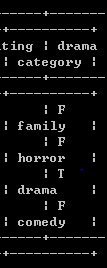 ting | drama
| category |
| F
| family |
| F
| horror |
| T
| drama |
| F
| comedy |